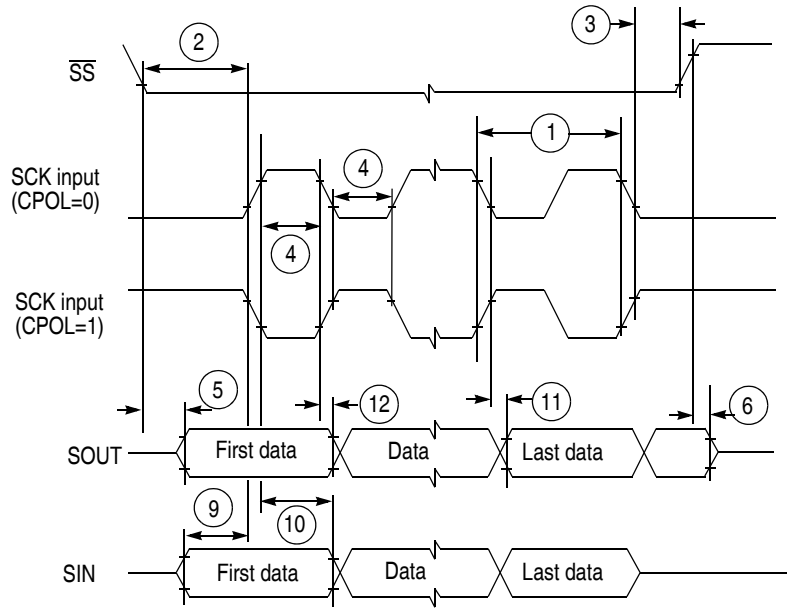 2
3
SS
1
SCK input
(CPOL=0)
4
4
SCK input
(CPOL=1)
5
12
11
6
SOUT
First data
Data
Last data
9
10
SIN
First data
Data
Last data